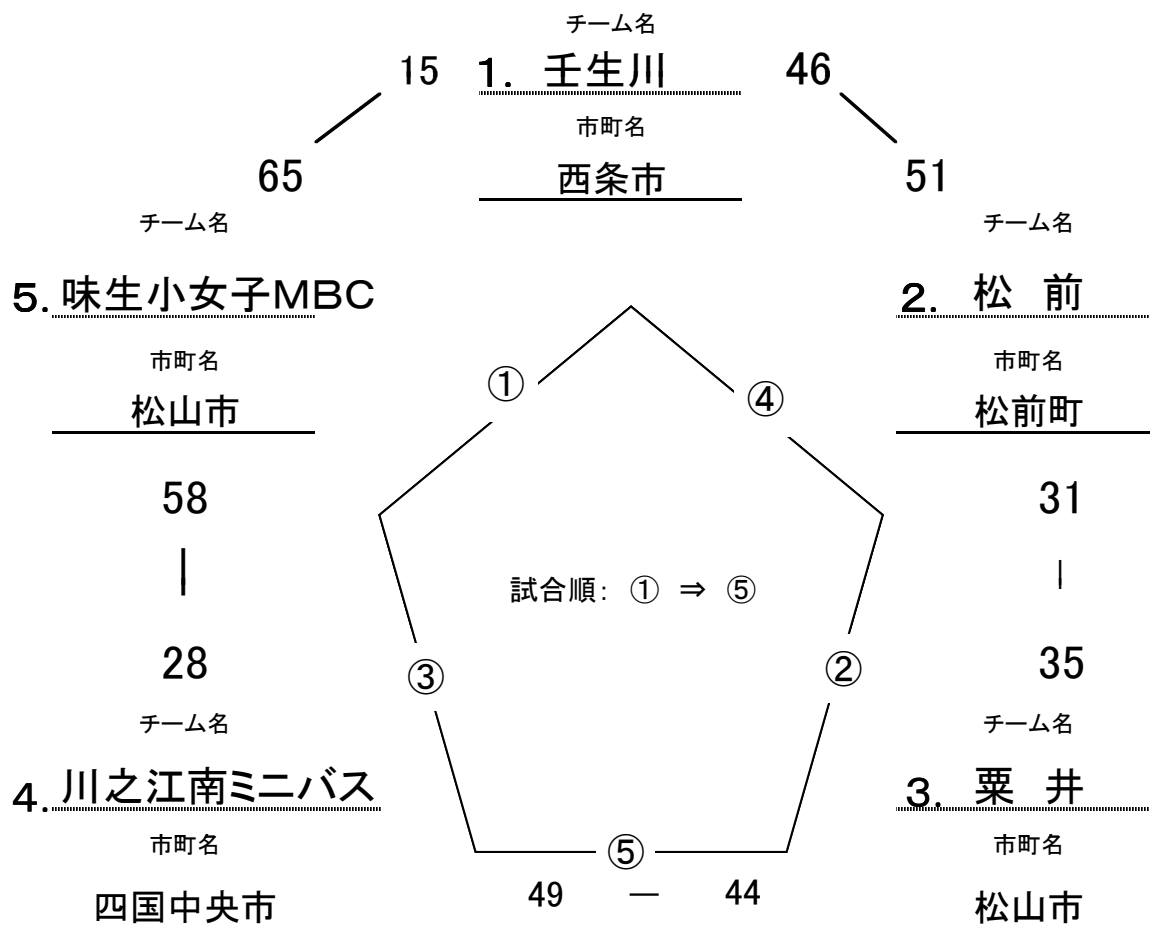 チーム名
15 1. 壬生川 46
市町名
65 西条市 51
チーム名 チーム名
5. 味生小女子MBC 2. 松 前
市町名 市町名
松山市 松前町
① ④
58 31
| |
試合順: ① ⇒ ⑤
28 35
③ ②
チーム名 チーム名
4. 川之江南ミニバス 3. 粟 井
市町名 市町名
⑤
49 — 44
四国中央市 松山市